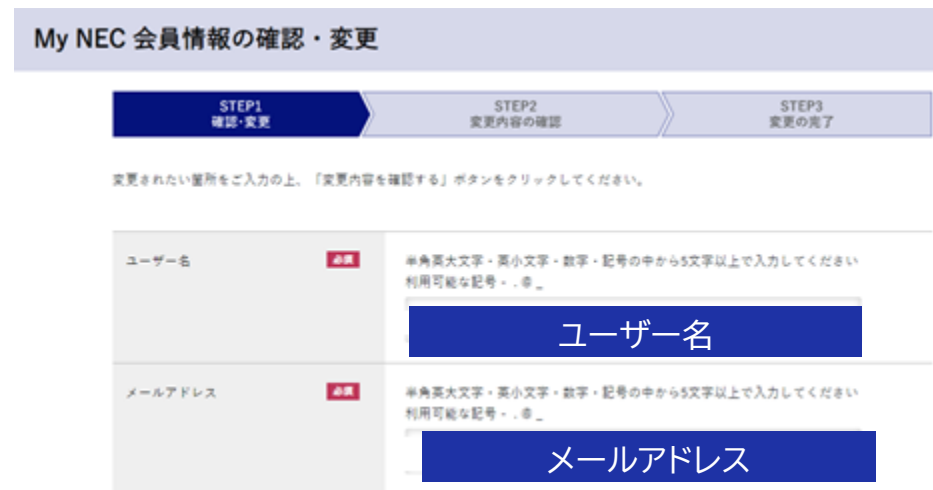 My NEC 会員情報の確認・変更
STEP1
確認・変更
STEP2
変更内容の確認
STEP3
変更の完了
変更されたい箇所をご入力の上、「変更内容を確認する」ボタンをクリックしてください。
ユーザー名
必須
半角英大文字・英小文字・数字・記号の中から5文字以上で入力してください
利用可能な記号 - . @ _
ユーザー名
メールアドレス
必須
半角英大文字・英小文字・数字・記号の中から5文字以上で入力してください
利用可能な記号 - . @ _
メールアドレス